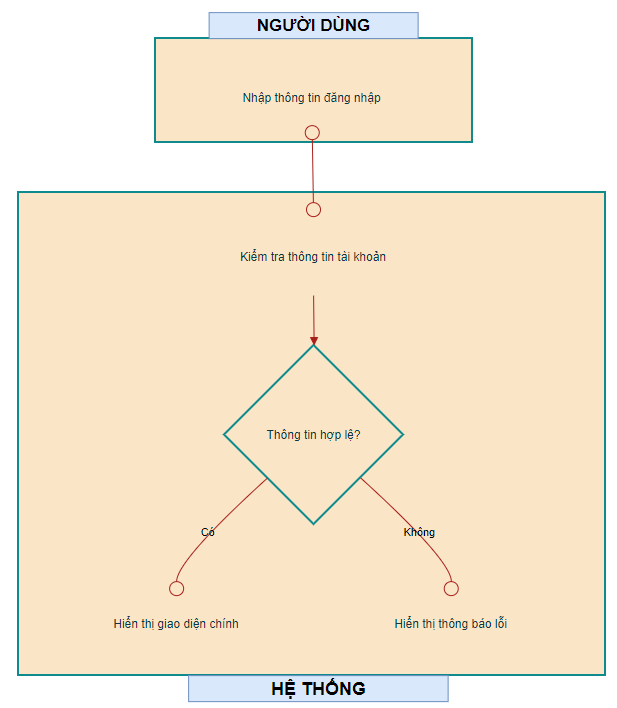 NGƯỜI DÙNG
Nhập thông tin đăng nhập
Kiểm tra thông tin tài khoản
Thông tin hợp lệ?
Có
Không
Hiển thị giao diện chính
Hiển thị thông báo lỗi
HỆ THỐNG